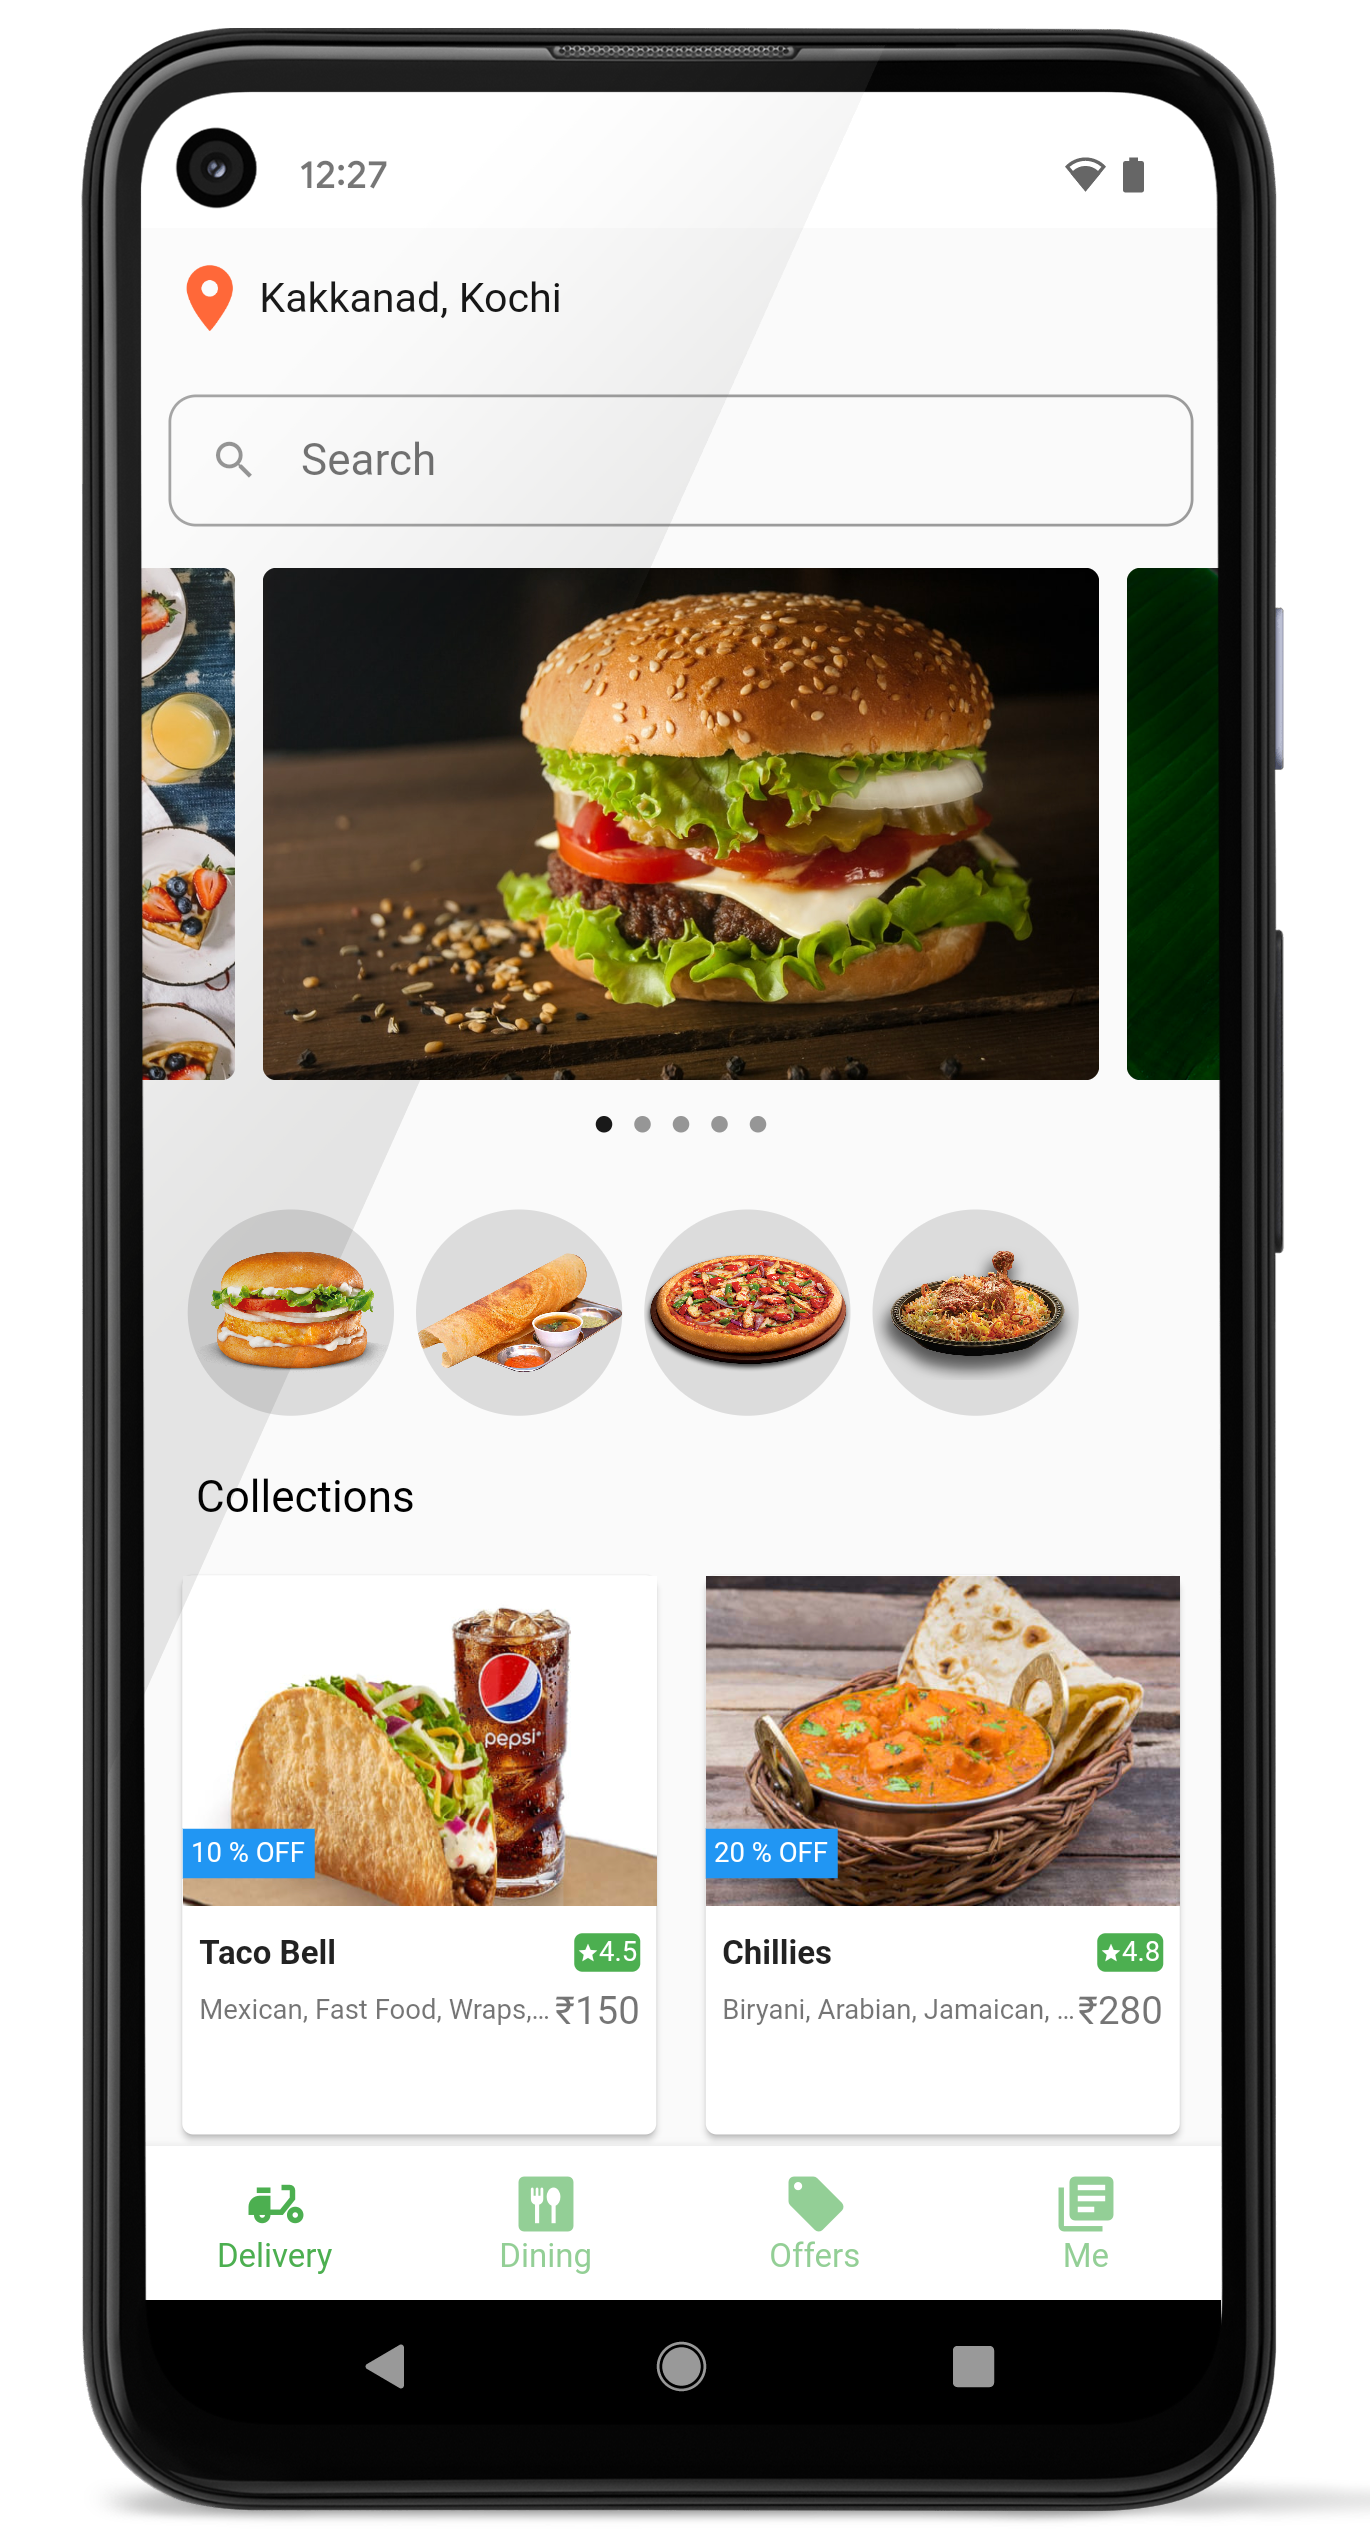 12:27
Kakkanad, Kochi
Search
Collections
pepsi
10 % OFF
20 % OFF
Taco Bell
4.5
Chillies
4.8
Mexican, Fast Food, Wraps,... ₹150
Biryani, Arabian, Jamaican, ... ₹280
Delivery
Dining
Offers
Me